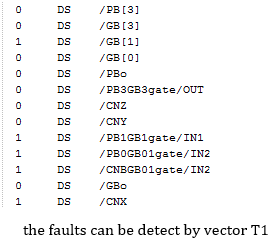 0 DS /PB[3]
0 DS /GB[3]
1 DS /GB[1]
0 DS /GB[0]
0 DS /PBo
0 DS /PB3GB3gate/OUT
0 DS /CNZ
0 DS /CNY
1 DS /PB1GB1gate/IN1
1 DS /PB0GB01gate/IN2
1 DS /CNBGB01gate/IN2
0 DS /GBo
1 DS /CNX
the faults can be detect by vector T1